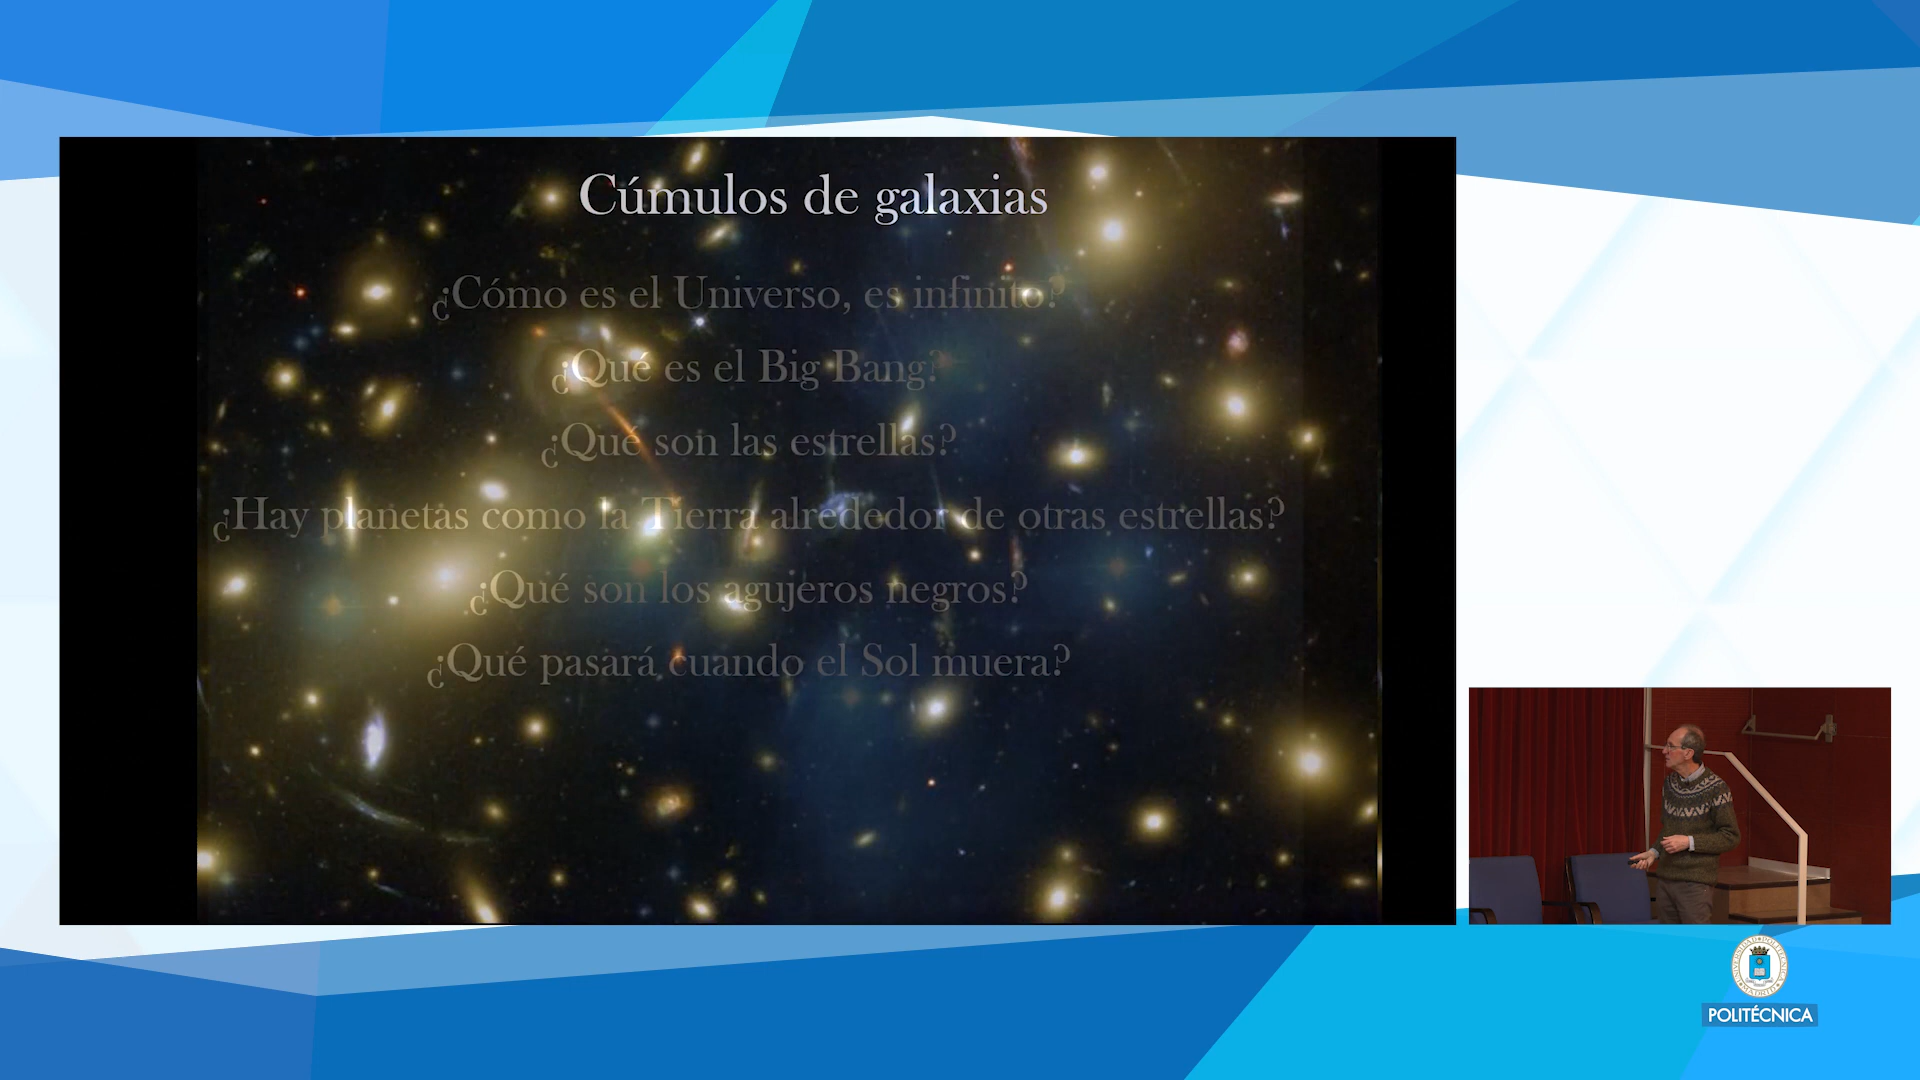 Cúmulos de galaxias
¿Cómo es el Universo, es infinito?
¿Qué es el Big Bang?
¿Qué son las estrellas?
¿Hay planetas como la Tierra alrededor de otras estrellas?
¿Qué son los agujeros negros?
¿Qué pasará cuando el Sol muera?
POLITÉCNICA